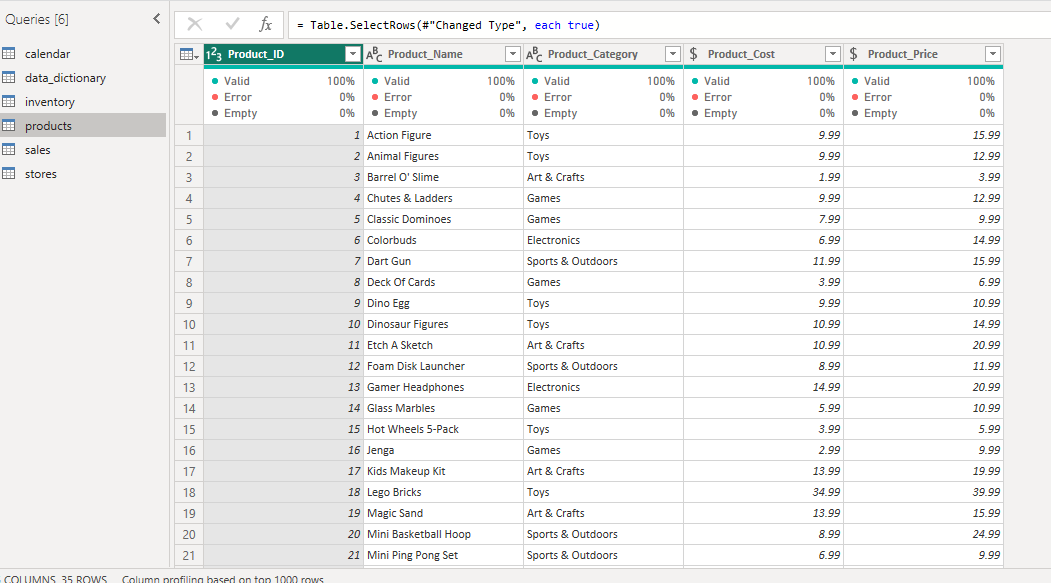 Queries [6]
= Table.SelectRows(#"Changed Type", each true)
calendar
data_dictionary
inventory
products
sales
stores
1²3 Product_ID ABC Product_Name ABC Product_Category $ Product_Cost $ Product_Price
Valid 100% Valid 100% Valid 100% Valid 100% Valid 100%
Error 0% Error 0% Error 0% Error 0% Error 0%
Empty 0% Empty 0% Empty 0% Empty 0% Empty 0%
1 1 Action Figure Toys 9.99 15.99
2 2 Animal Figures Toys 9.99 12.99
3 3 Barrel O' Slime Art & Crafts 1.99 3.99
4 4 Chutes & Ladders Games 9.99 12.99
5 5 Classic Dominoes Games 7.99 9.99
6 6 Colorbuds Electronics 6.99 14.99
7 7 Dart Gun Sports & Outdoors 11.99 15.99
8 8 Deck Of Cards Games 3.99 6.99
9 9 Dino Egg Toys 9.99 10.99
10 10 Dinosaur Figures Toys 10.99 14.99
11 11 Etch A Sketch Art & Crafts 10.99 20.99
12 12 Foam Disk Launcher Sports & Outdoors 8.99 11.99
13 13 Gamer Headphones Electronics 14.99 20.99
14 14 Glass Marbles Games 5.99 10.99
15 15 Hot Wheels 5-Pack Toys 3.99 5.99
16 16 Jenga Games 2.99 9.99
17 17 Kids Makeup Kit Art & Crafts 13.99 19.99
18 18 Lego Bricks Toys 34.99 39.99
19 19 Magic Sand Art & Crafts 13.99 15.99
20 20 Mini Basketball Hoop Sports & Outdoors 8.99 24.99
21 21 Mini Ping Pong Set Sports & Outdoors 6.99 9.99
COLUMNS, 35 ROWS Column profiling based on top 1000 rows